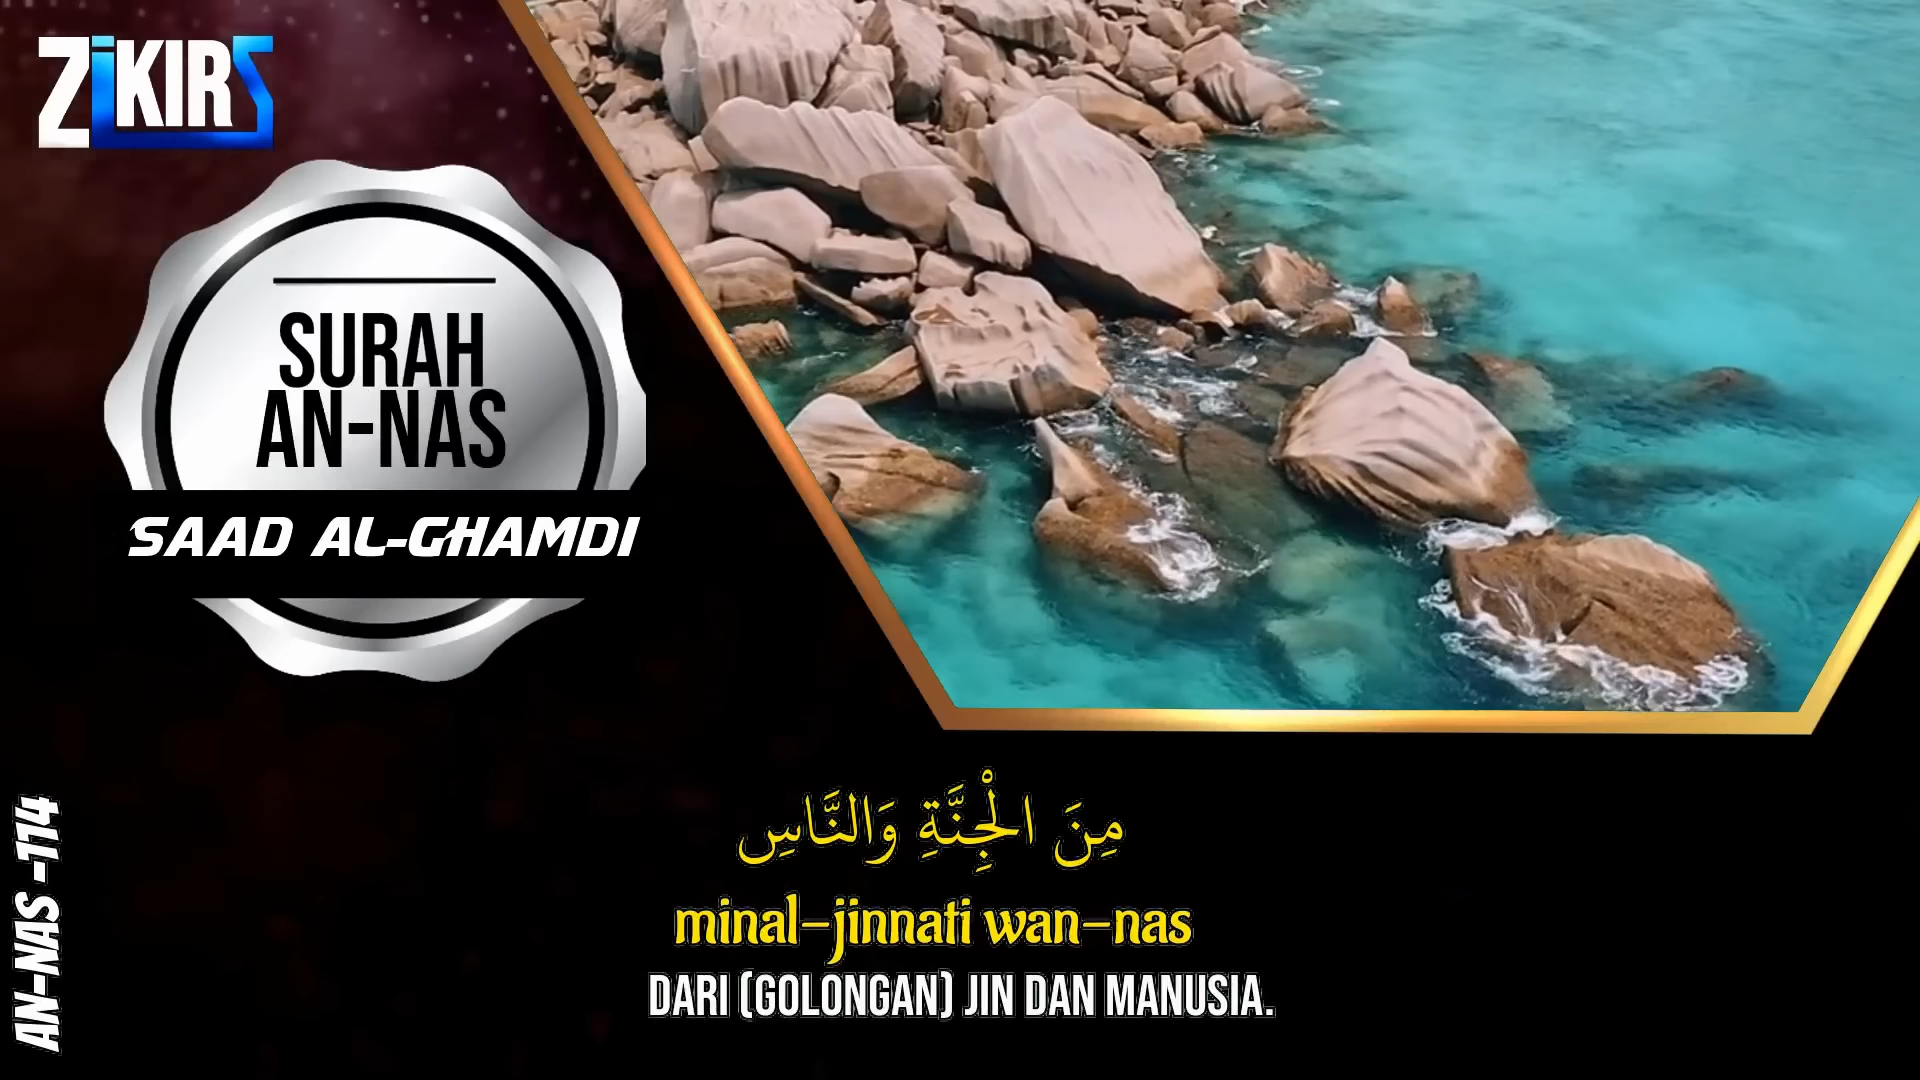 ZiKIRS
SURAH
AN-NAS
SAAD AL-GHAMDI
مِنَ الْجِنَّةِ وَالنَّاسِ
minal-jinnati wan-nas
DARI (GOLONGAN) JIN DAN MANUSIA.
AN-NAS -114